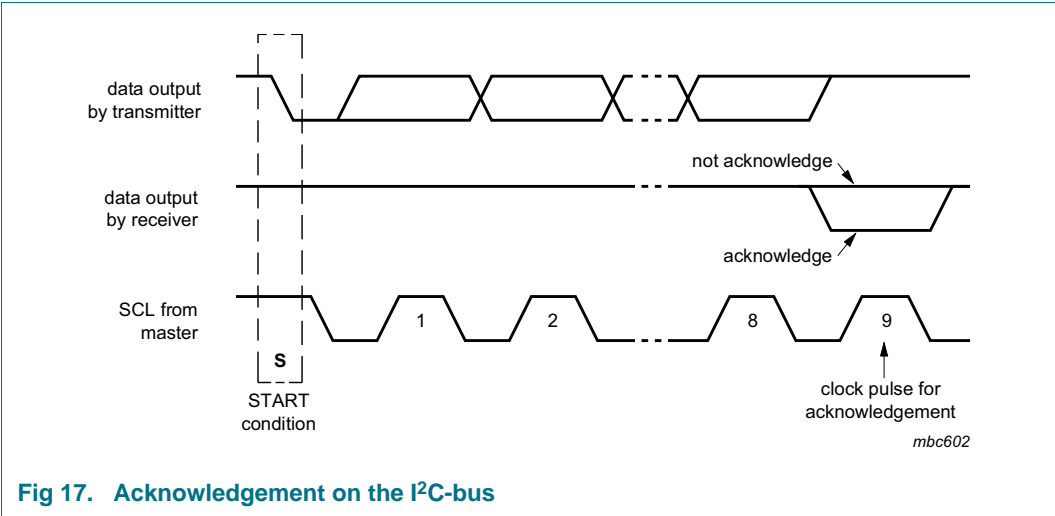 data output
by transmitter
not acknowledge
data output
by receiver
acknowledge
SCL from
master
1
2
8
9
S
START
condition
clock pulse for
acknowledgement
mbc602
Fig 17. Acknowledgement on the I²C-bus